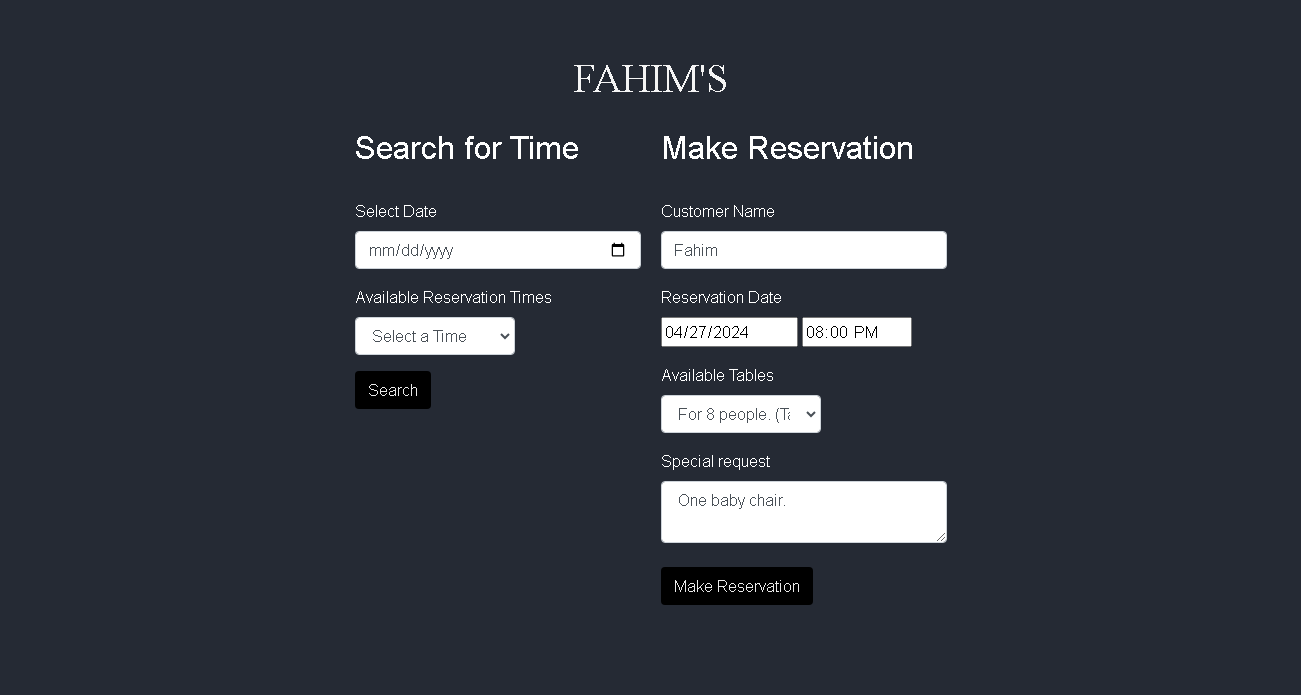 FAHIM'S
Search for Time
Select Date
mm/dd/yyyy
Available Reservation Times
Select a Time
Search
Make Reservation
Customer Name
Fahim
Reservation Date
04/27/2024 08:00 PM
Available Tables
For 8 people. (Ta
Special request
One baby chair.
Make Reservation